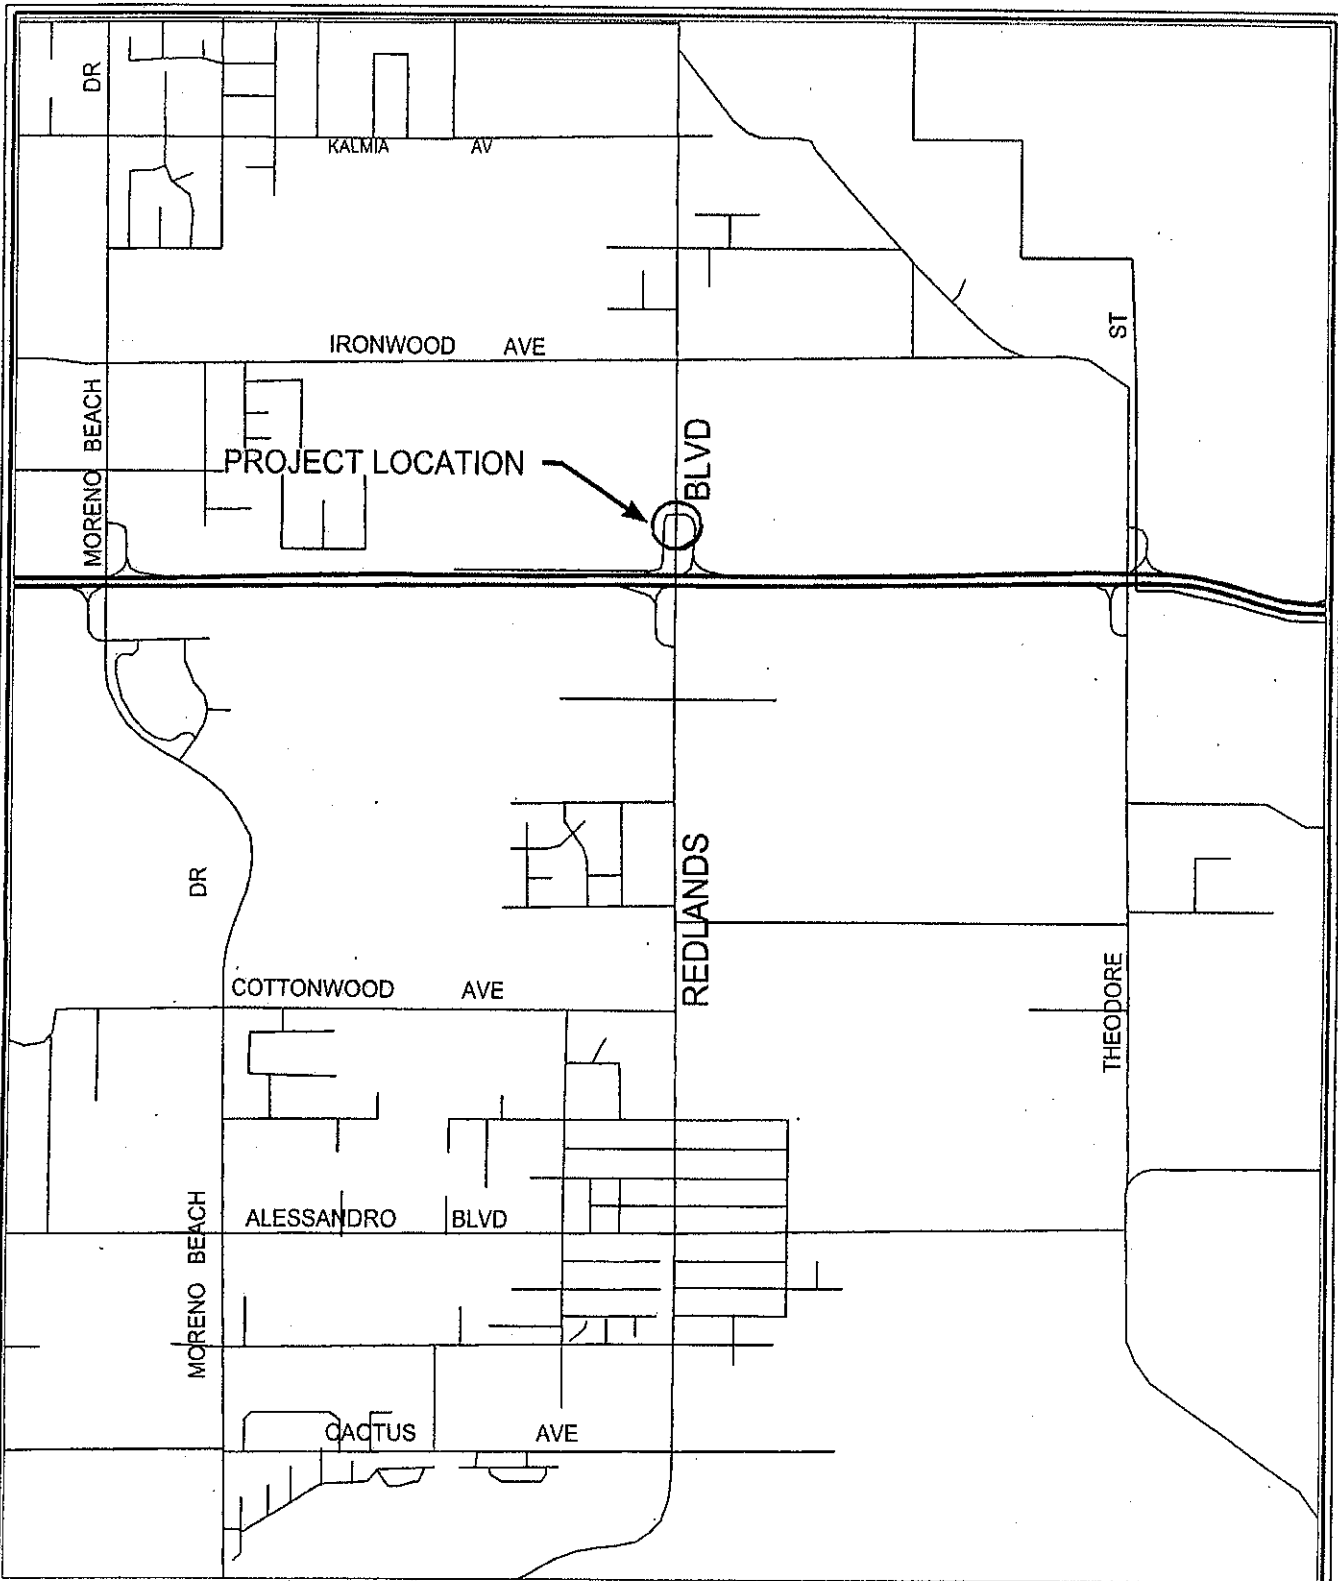 DR
KALMIA AV
IRONWOOD AVE
ST
MORENO BEACH
PROJECT LOCATION
BLVD
DR
REDLANDS
COTTONWOOD AVE
THEODORE
MORENO BEACH
ALESSANDRO BLVD
CACTUS AVE